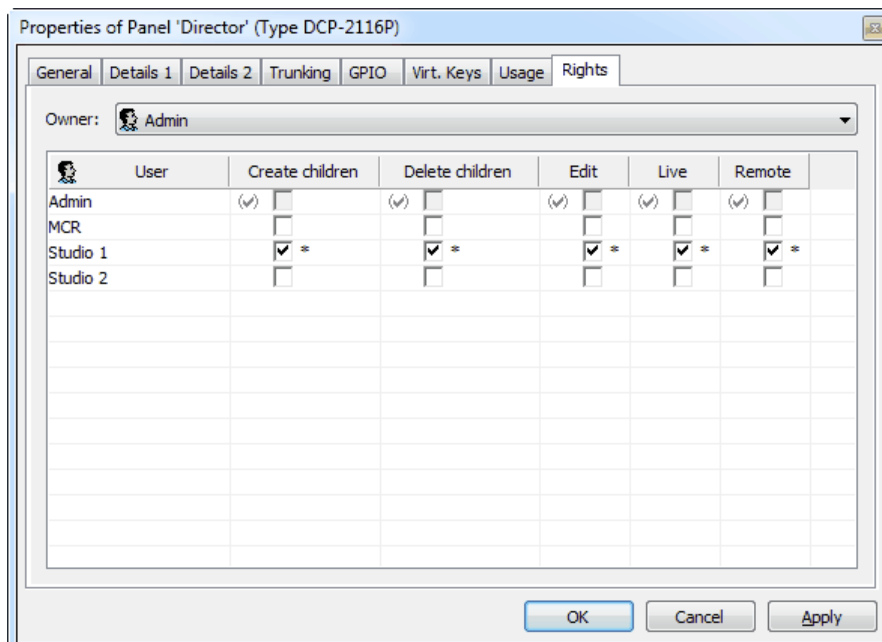 Properties of Panel 'Director' (Type DCP-2116P)
General Details 1 Details 2 Trunking GPIO Virt. Keys Usage Rights
Owner: Admin
User Create children Delete children Edit Live Remote
Admin (✓) (✓) (✓) (✓) (✓)
MCR
Studio 1 ✓ * ✓ * ✓ * ✓ * ✓ *
Studio 2
OK Cancel Apply